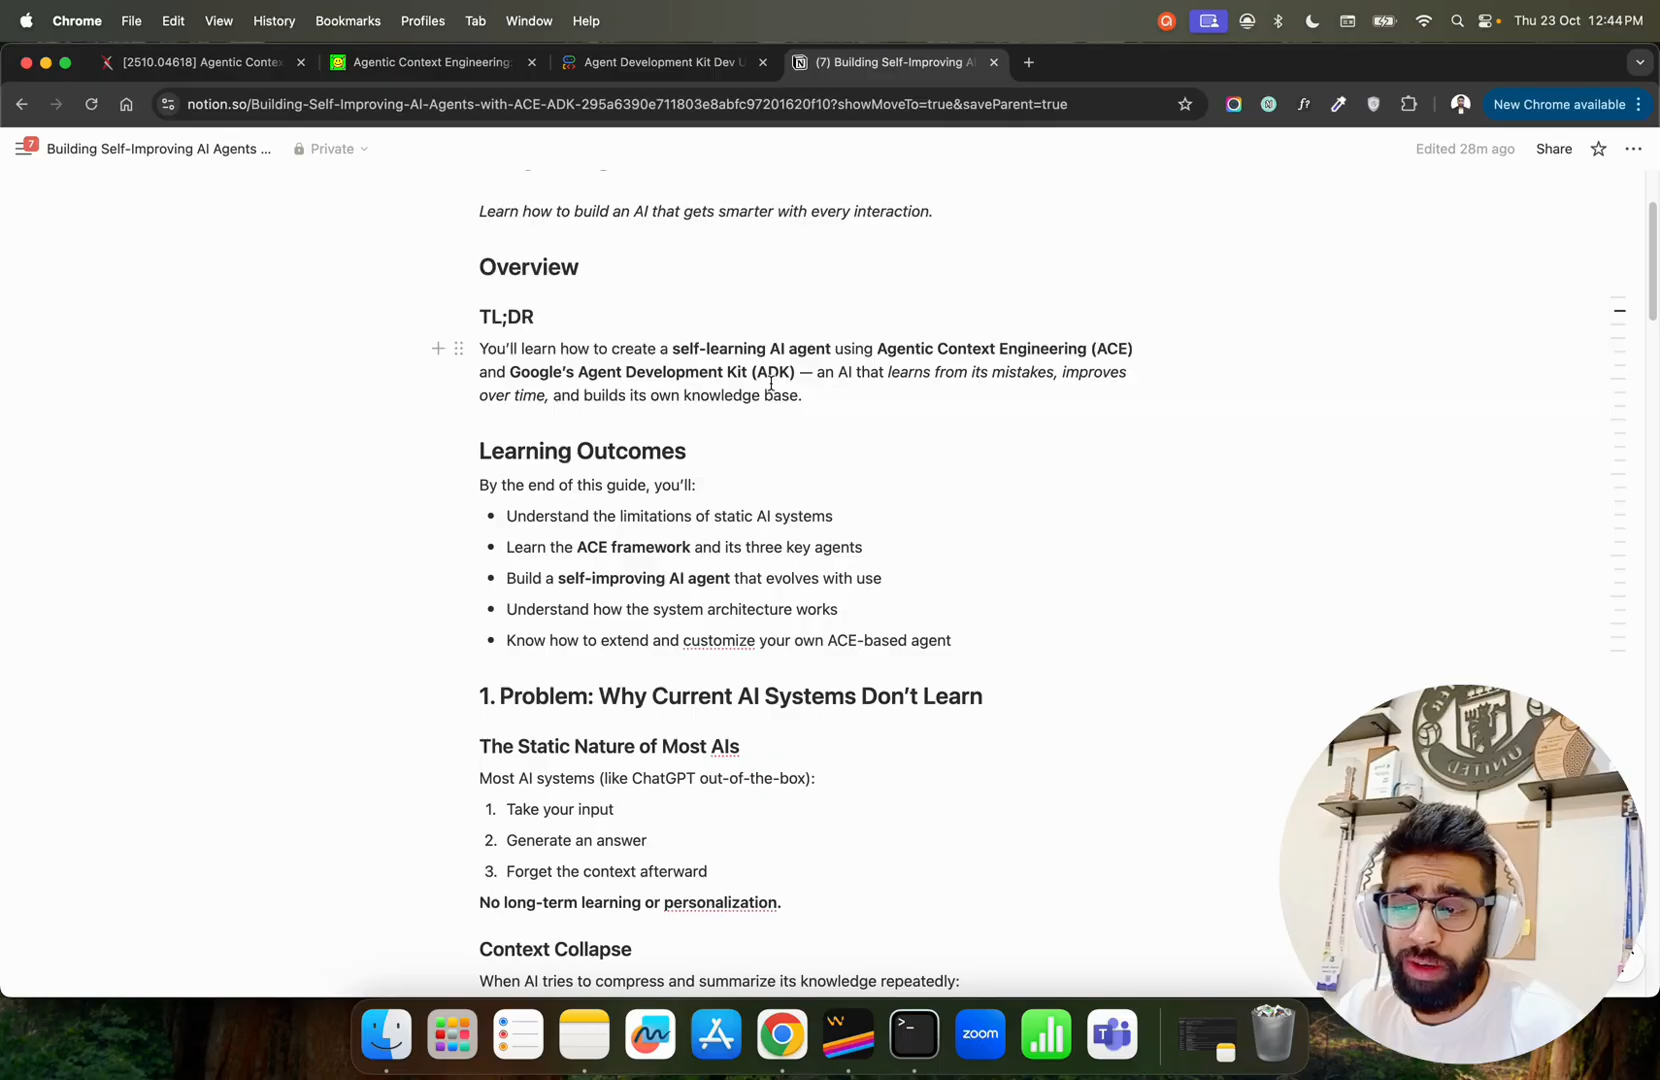 Chrome File Edit View History Bookmarks Profiles Tab Window Help Thu 23 Oct 12:44 PM
[2510.04618] Agentic Contex Agentic Context Engineering: Agent Development Kit Dev U (7) Building Self-Improving AI
notion.so/Building-Self-Improving-AI-Agents-with-ACE-ADK-295a6390e711803e8abfc97201620f10?showMoveTo=true&saveParent=true New Chrome available
7 Building Self-Improving AI Agents ... Private Edited 28m ago Share
Learn how to build an AI that gets smarter with every interaction.
Overview
TL;DR
You’ll learn how to create a self-learning AI agent using Agentic Context Engineering (ACE)
and Google’s Agent Development Kit (ADK) — an AI that learns from its mistakes, improves
over time, and builds its own knowledge base.
Learning Outcomes
By the end of this guide, you’ll:
• Understand the limitations of static AI systems
• Learn the ACE framework and its three key agents
• Build a self-improving AI agent that evolves with use
• Understand how the system architecture works
• Know how to extend and customize your own ACE-based agent
1. Problem: Why Current AI Systems Don’t Learn
The Static Nature of Most AIs
Most AI systems (like ChatGPT out-of-the-box):
1. Take your input
2. Generate an answer
3. Forget the context afterward
No long-term learning or personalization.
Context Collapse
When AI tries to compress and summarize its knowledge repeatedly:
UNITED
zoom